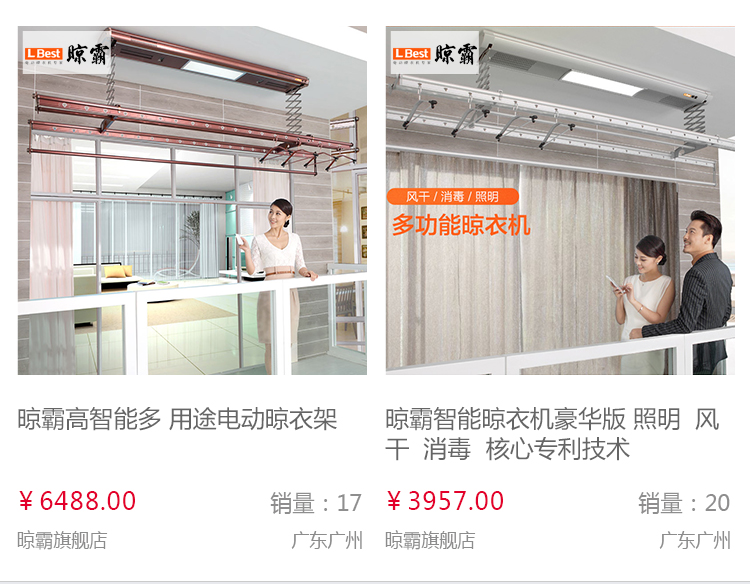 L Best 晾霸
L Best 晾霸
风干 / 消毒 / 照明
多功能晾衣机
晾霸高智能多 用途电动晾衣架
¥ 6488.00 销量：17
晾霸旗舰店 广东广州
晾霸智能晾衣机豪华版 照明 风
干 消毒 核心专利技术
¥ 3957.00 销量：20
晾霸旗舰店 广东广州